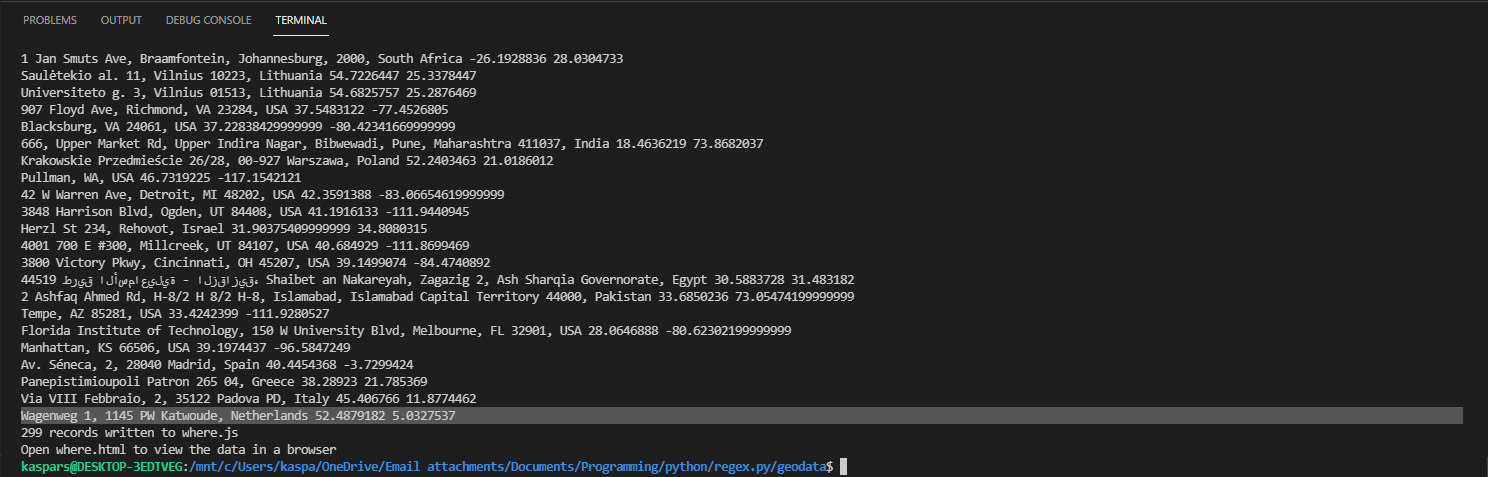 PROBLEMS OUTPUT DEBUG CONSOLE TERMINAL
1 Jan Smuts Ave, Braamfontein, Johannesburg, 2000, South Africa -26.1928836 28.0304733
Saulėtekio al. 11, Vilnius 10223, Lithuania 54.7226447 25.3378447
Universiteto g. 3, Vilnius 01513, Lithuania 54.6825757 25.2876469
907 Floyd Ave, Richmond, VA 23284, USA 37.5483122 -77.4526805
Blacksburg, VA 24061, USA 37.22838429999999 -80.42341669999999
666, Upper Market Rd, Upper Indira Nagar, Bibwewadi, Pune, Maharashtra 411037, India 18.4636219 73.8682037
Krakowskie Przedmieście 26/28, 00-927 Warszawa, Poland 52.2403463 21.0186012
Pullman, WA, USA 46.7319225 -117.1542121
42 W Warren Ave, Detroit, MI 48202, USA 42.3591388 -83.06654619999999
3848 Harrison Blvd, Ogden, UT 84408, USA 41.1916133 -111.9440945
Herzl St 234, Rehovot, Israel 31.90375409999999 34.8080315
4001 700 E #300, Millcreek, UT 84107, USA 40.684929 -111.8699469
3800 Victory Pkwy, Cincinnati, OH 45207, USA 39.1499074 -84.4740892
44519 طريق الأسماعيلية - الزقازيق، Shaibet an Nakareyah, Zagazig 2, Ash Sharqia Governorate, Egypt 30.5883728 31.483182
2 Ashfaq Ahmed Rd, H-8/2 H 8/2 H-8, Islamabad, Islamabad Capital Territory 44000, Pakistan 33.6850236 73.05474199999999
Tempe, AZ 85281, USA 33.4242399 -111.9280527
Florida Institute of Technology, 150 W University Blvd, Melbourne, FL 32901, USA 28.0646888 -80.62302199999999
Manhattan, KS 66506, USA 39.1974437 -96.5847249
Av. Séneca, 2, 28040 Madrid, Spain 40.4454368 -3.7299424
Panepistimioupoli Patron 265 04, Greece 38.28923 21.785369
Via VIII Febbraio, 2, 35122 Padova PD, Italy 45.406766 11.8774462
Wagenweg 1, 1145 PW Katwoude, Netherlands 52.4879182 5.0327537
299 records written to where.js
Open where.html to view the data in a browser
kaspars@DESKTOP-3EDTVEG:/mnt/c/Users/kaspa/OneDrive/Email attachments/Documents/Programming/python/regex.py/geodata$